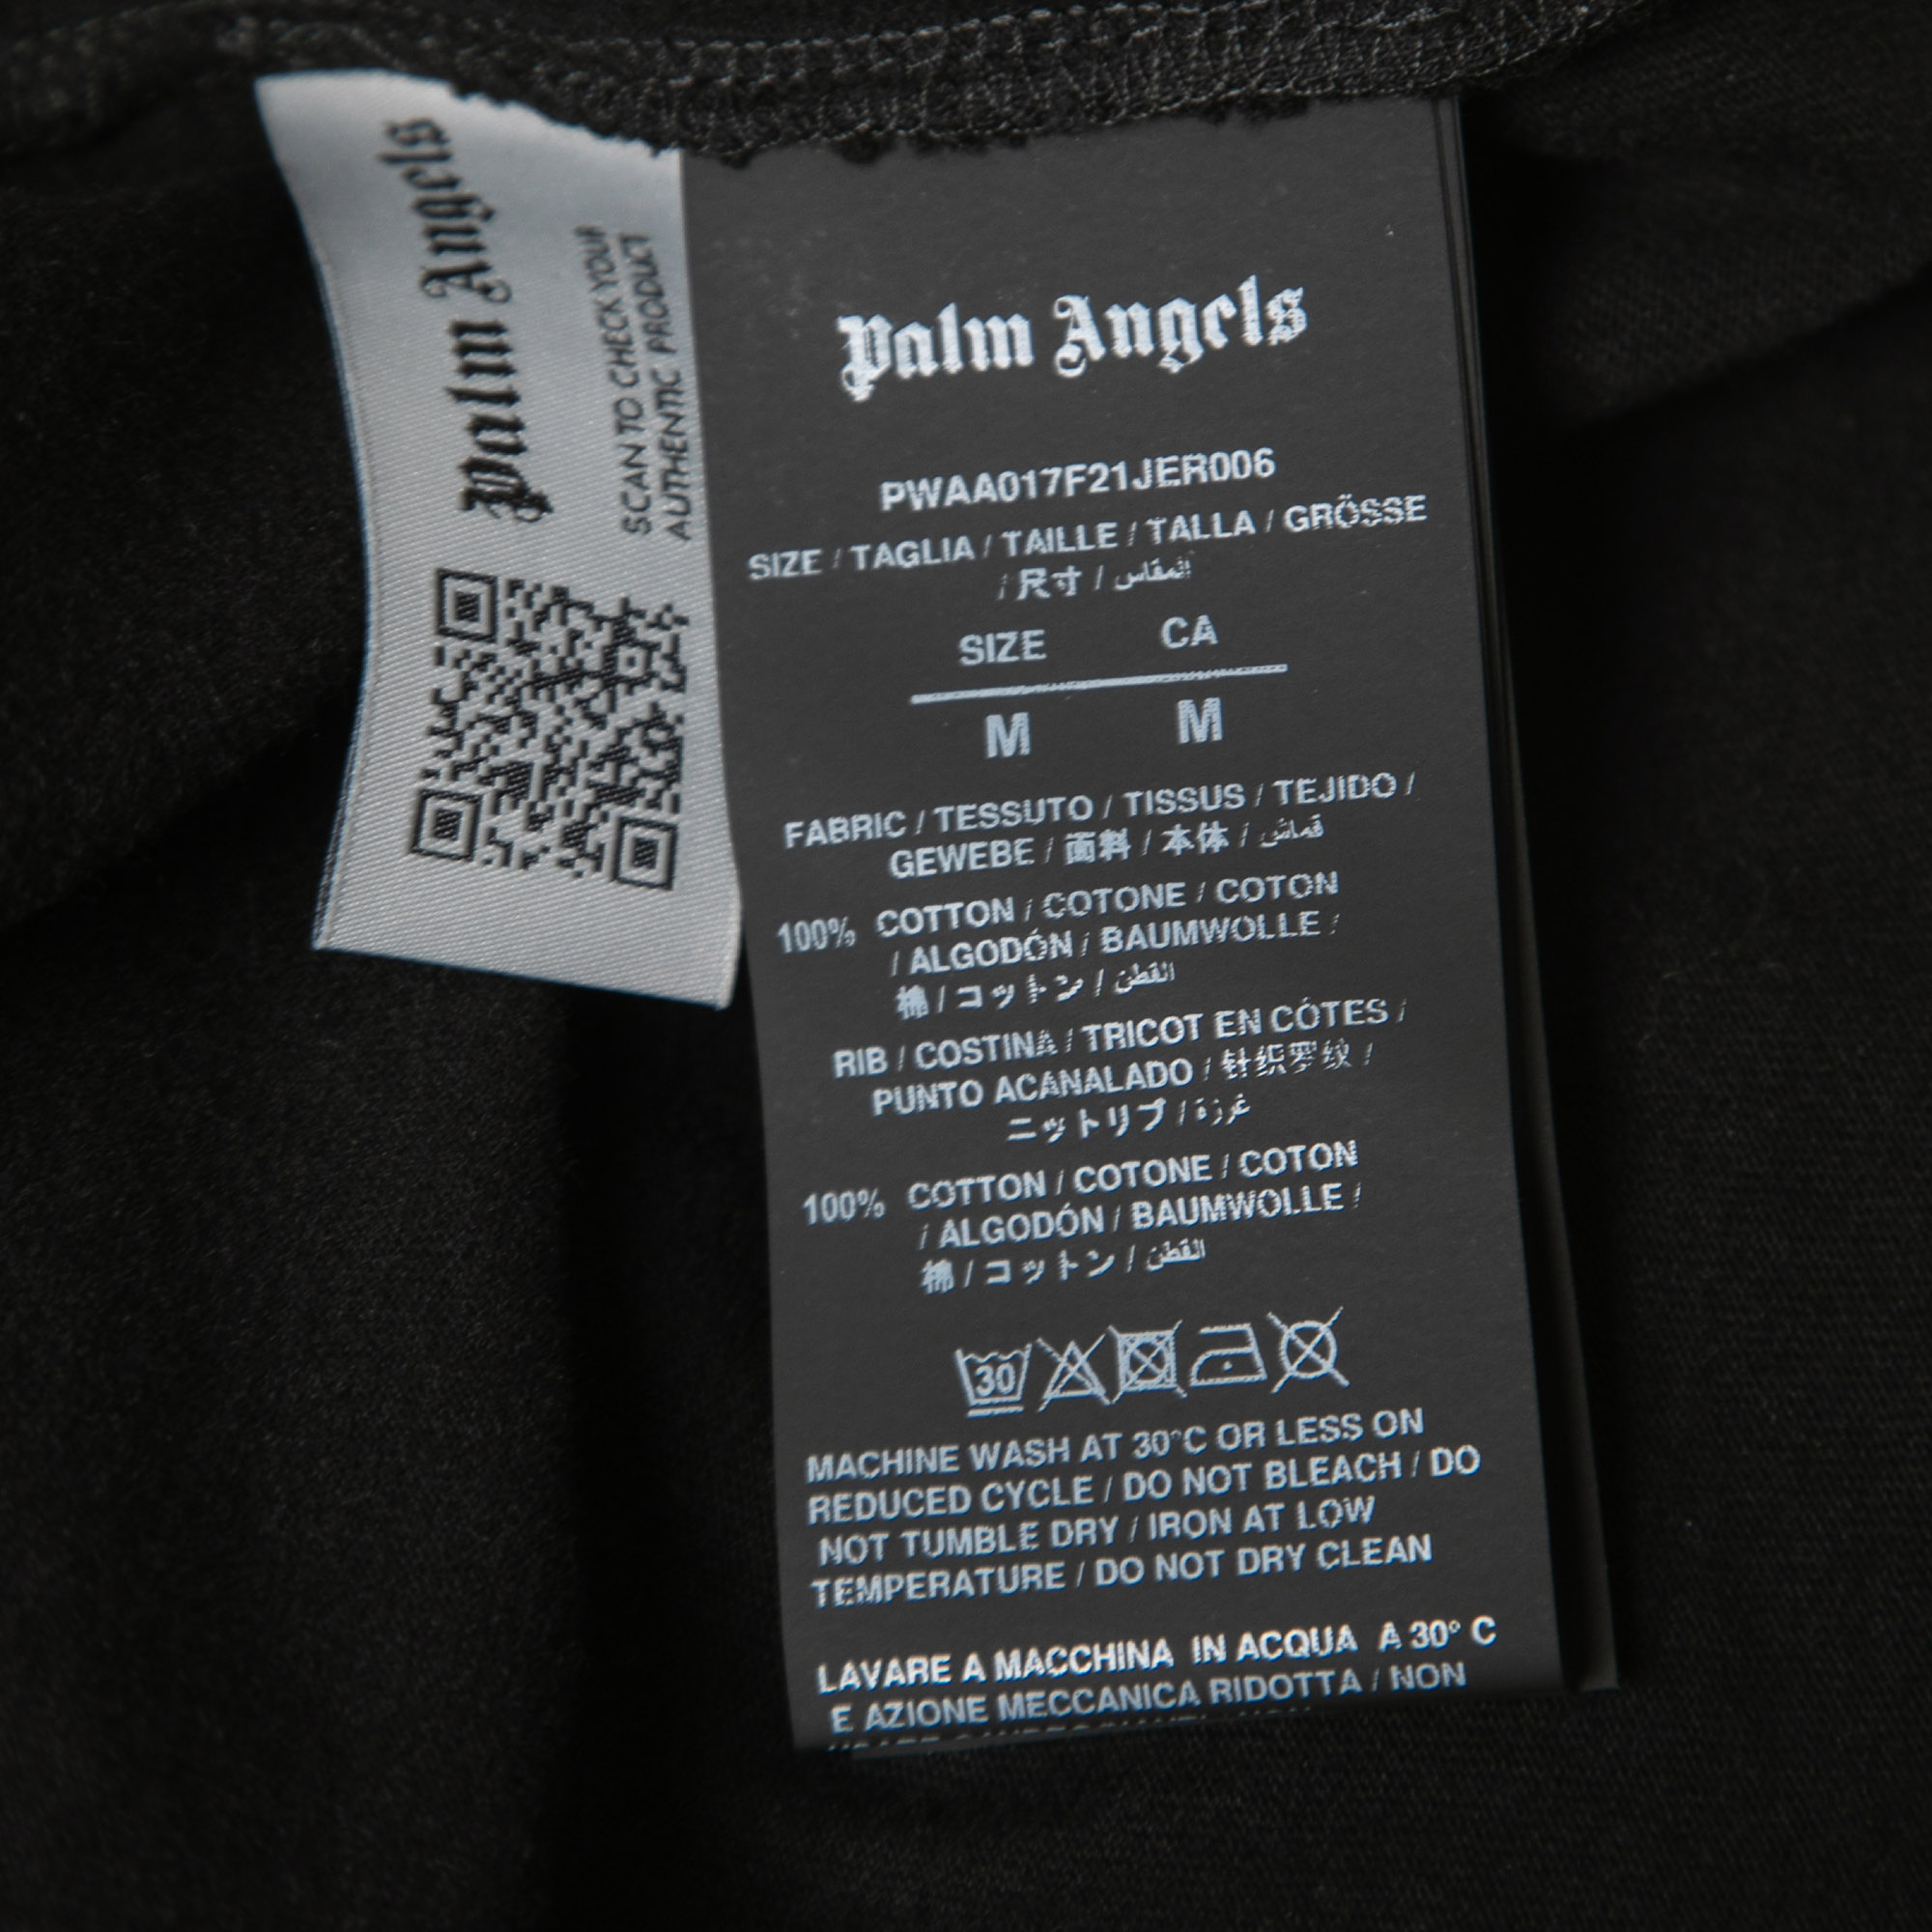 Palm Angels
SCAN TO CHECK YOUR
AUTHENTIC PRODUCT
Palm Angels
PWAA017F21JER006
SIZE / TAGLIA / TAILLE / TALLA / GRÖSSE
/ 尺寸 / المقاس
SIZE CA
M M
FABRIC / TESSUTO / TISSUS / TEJIDO /
GEWEBE / 面料 / 本体 / قماش
100% COTTON / COTONE / COTON
/ ALGODÓN / BAUMWOLLE /
棉 / コットン / القطن
RIB / COSTINA / TRICOT EN CÔTES /
PUNTO ACANALADO / 针织罗纹 /
ニットリブ / غرزة
100% COTTON / COTONE / COTON
/ ALGODÓN / BAUMWOLLE /
棉 / コットン / القطن
30
MACHINE WASH AT 30°C OR LESS ON
REDUCED CYCLE / DO NOT BLEACH / DO
NOT TUMBLE DRY / IRON AT LOW
TEMPERATURE / DO NOT DRY CLEAN
LAVARE A MACCHINA IN ACQUA A 30° C
E AZIONE MECCANICA RIDOTTA / NON